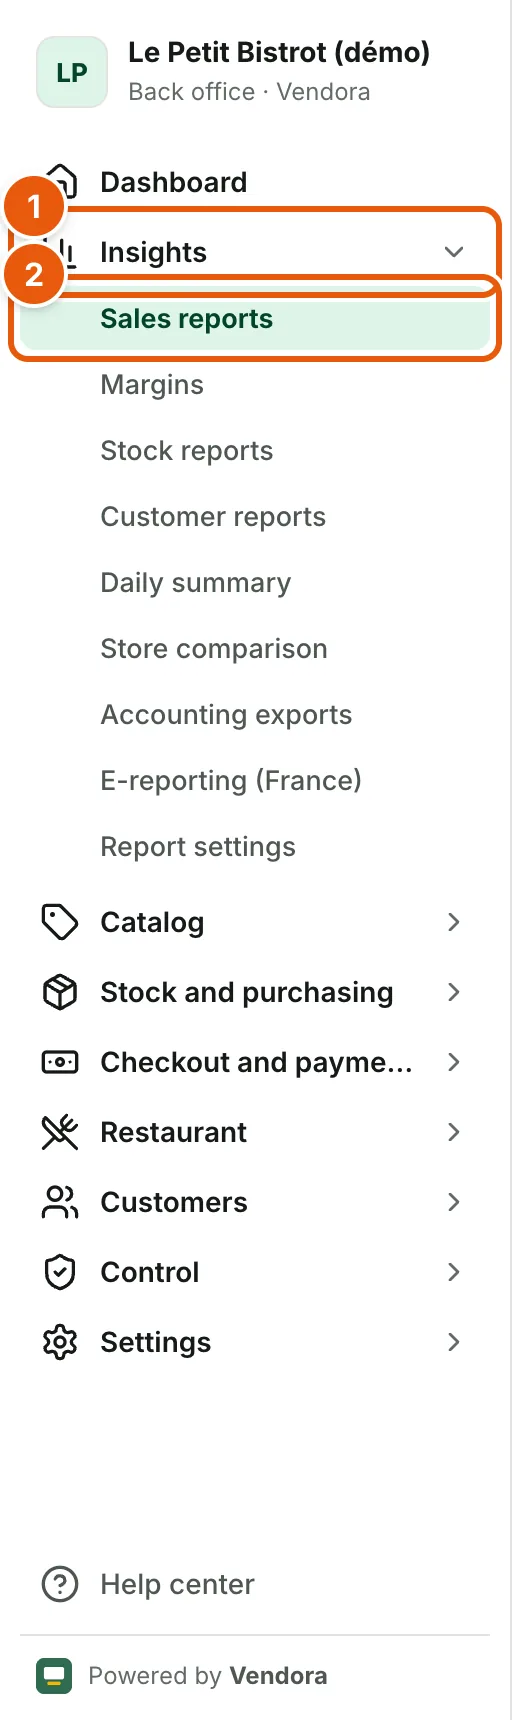 LP
Le Petit Bistrot (démo)
Back office · Vendora
Dashboard
1
Insights
2
Sales reports
Margins
Stock reports
Customer reports
Daily summary
Store comparison
Accounting exports
E-reporting (France)
Report settings
Catalog
Stock and purchasing
Checkout and payme...
Restaurant
Customers
Control
Settings
Help center
Powered by Vendora